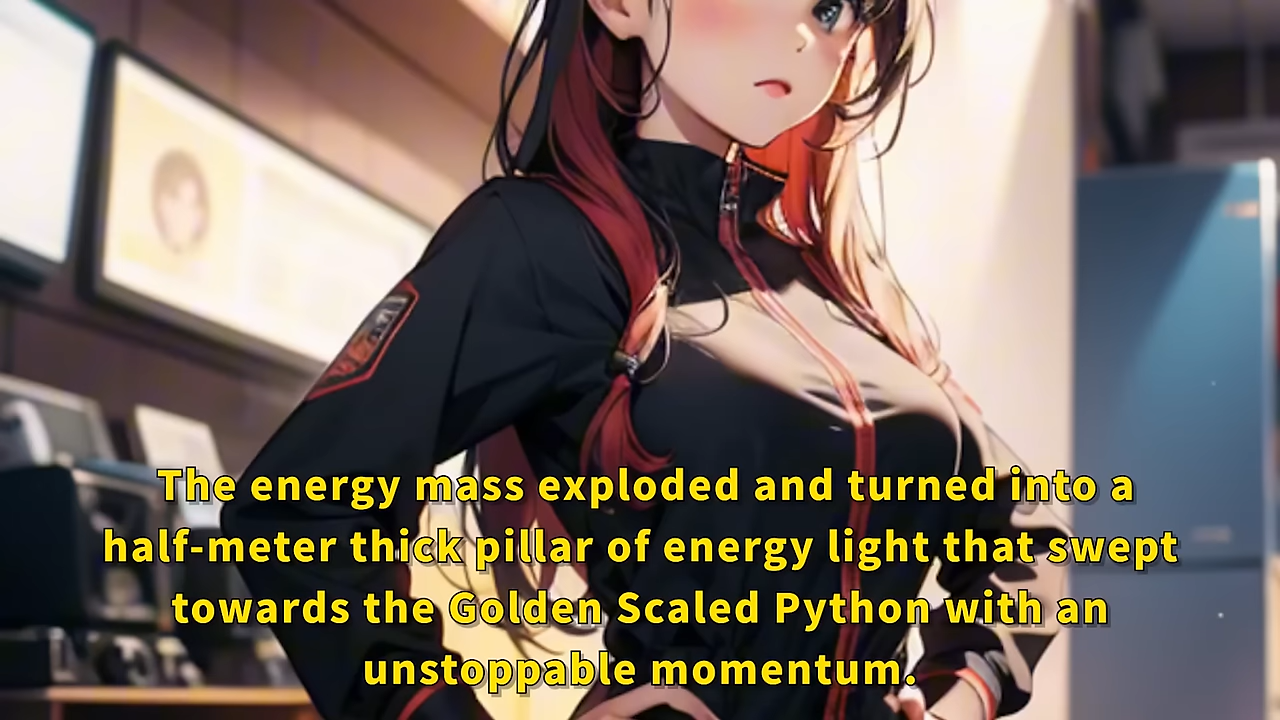 The energy mass exploded and turned into a
half-meter thick pillar of energy light that swept
towards the Golden Scaled Python with an
unstoppable momentum.